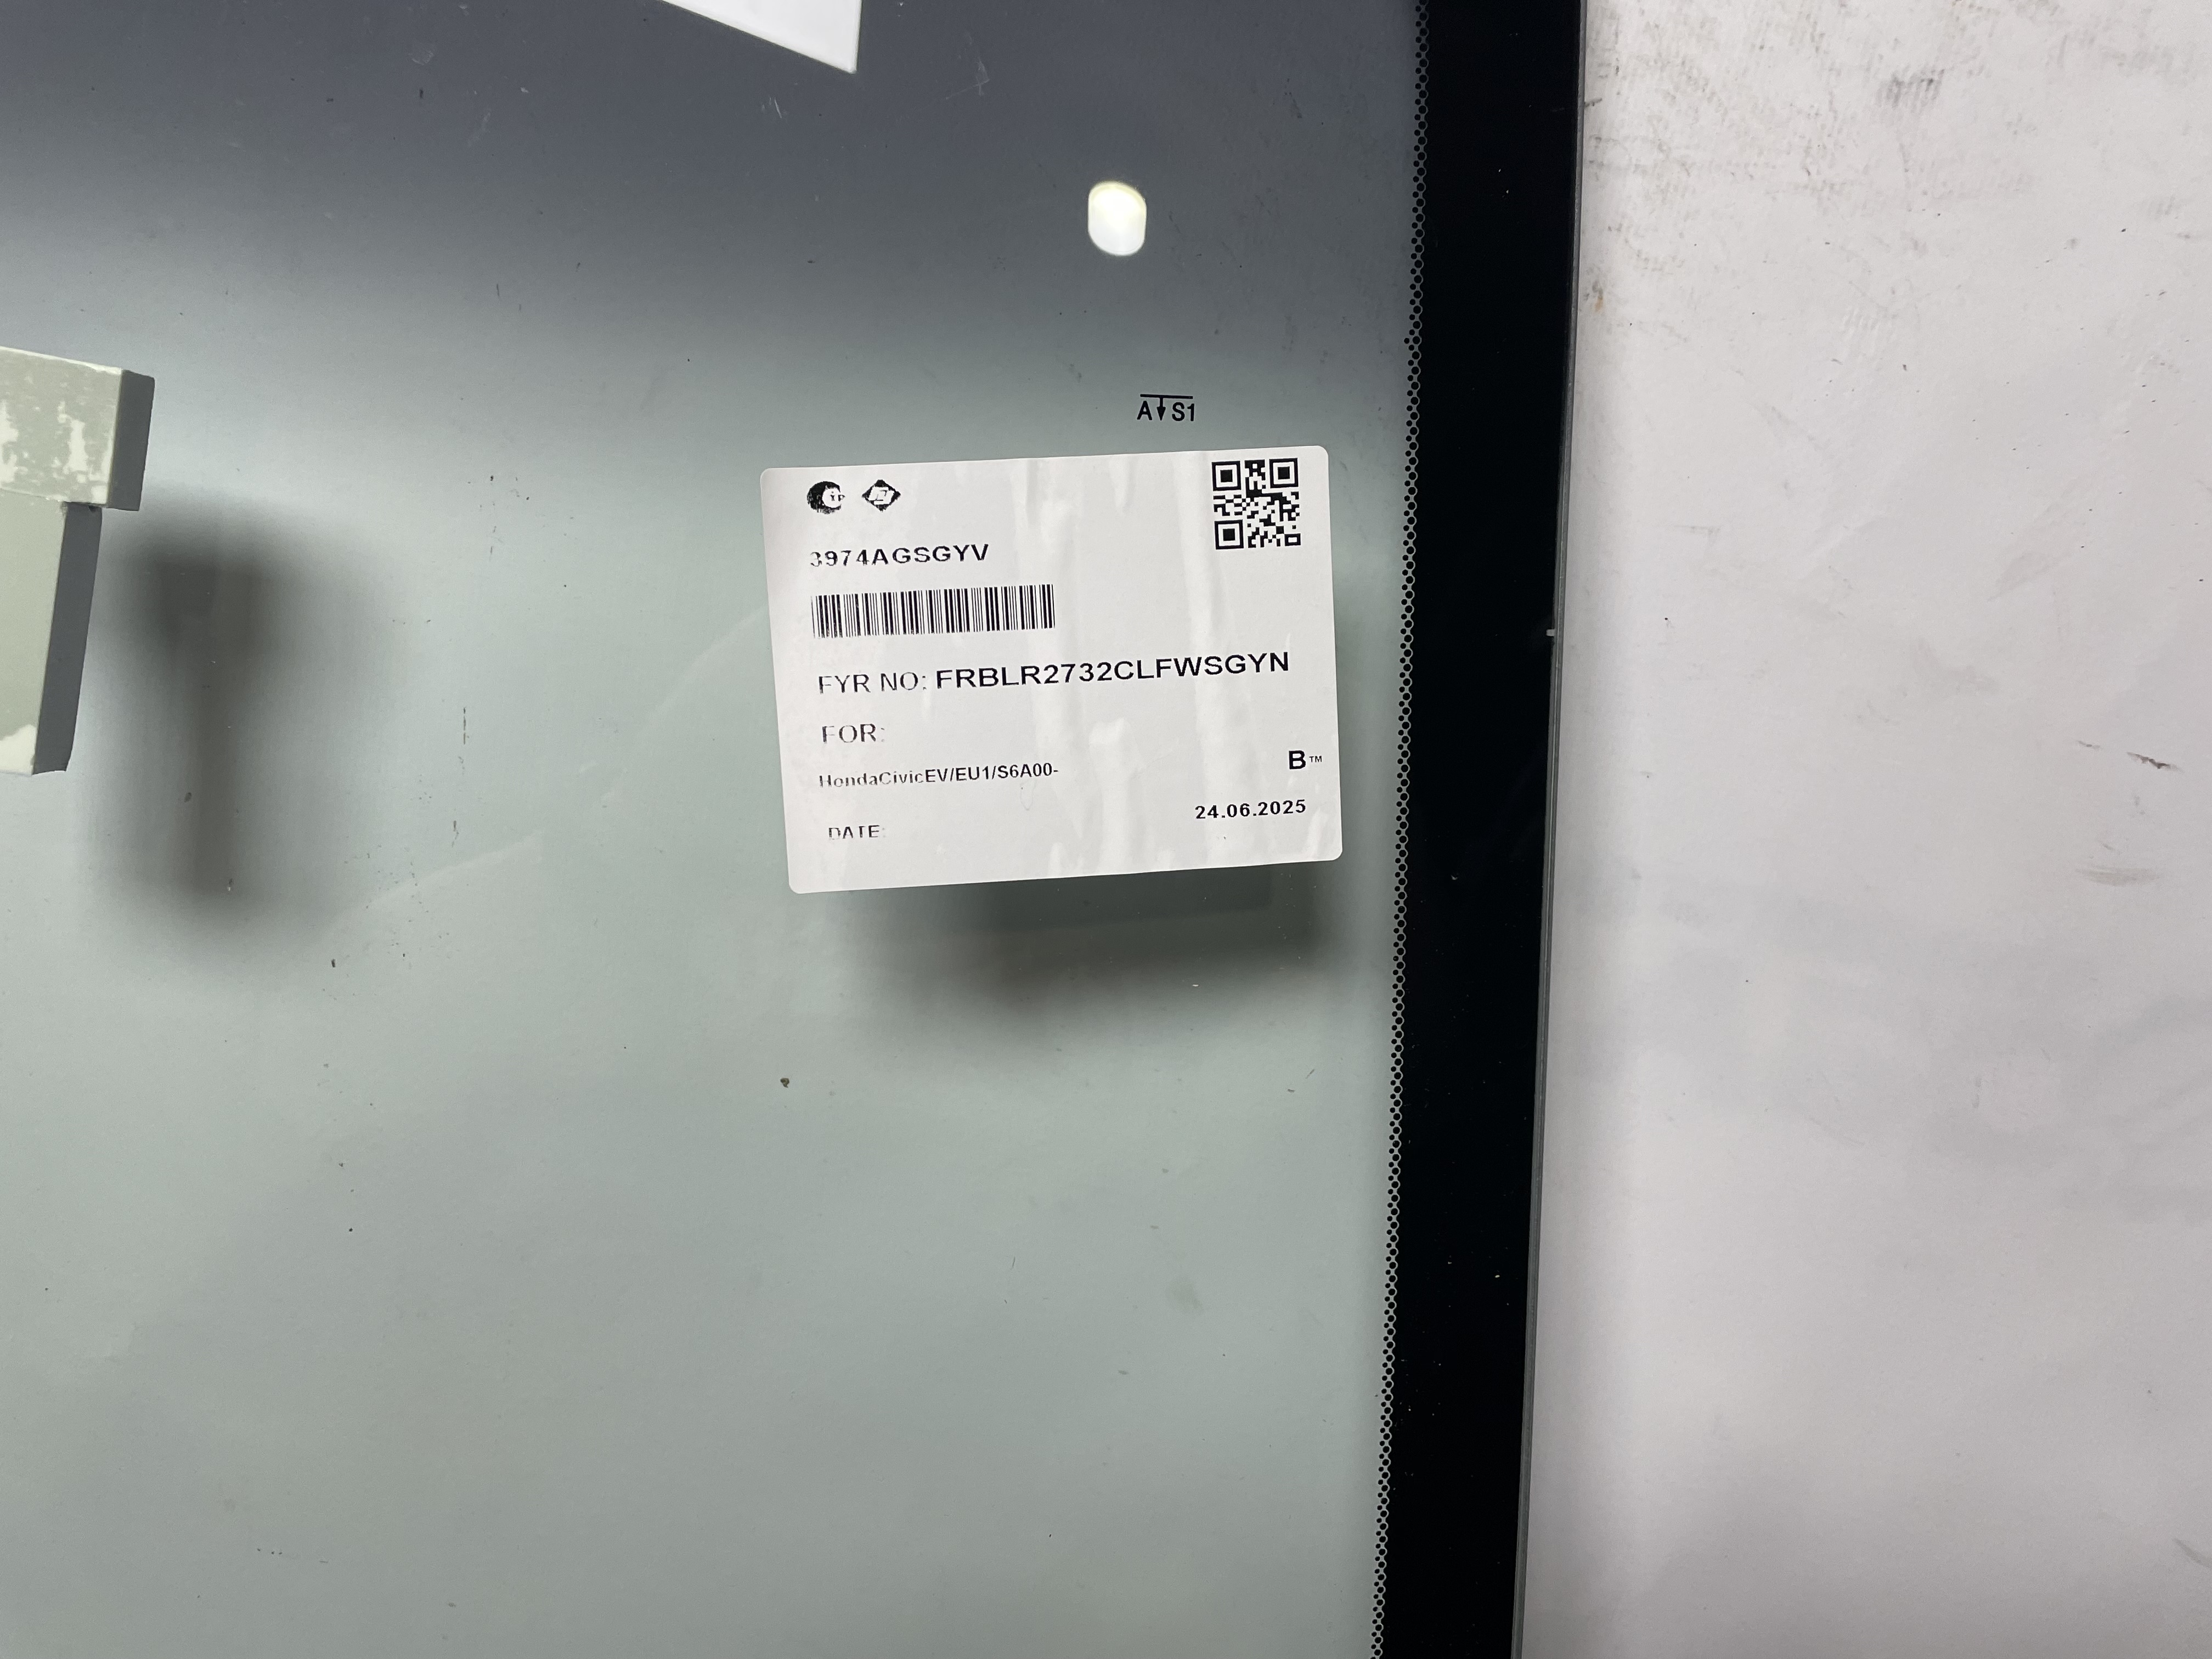 A S1
3974AGSGYV
FYR NO: FRBLR2732CLFWSGYN
FOR:
HondaCivicEV/EU1/S6A00-
B™
DATE:
24.06.2025